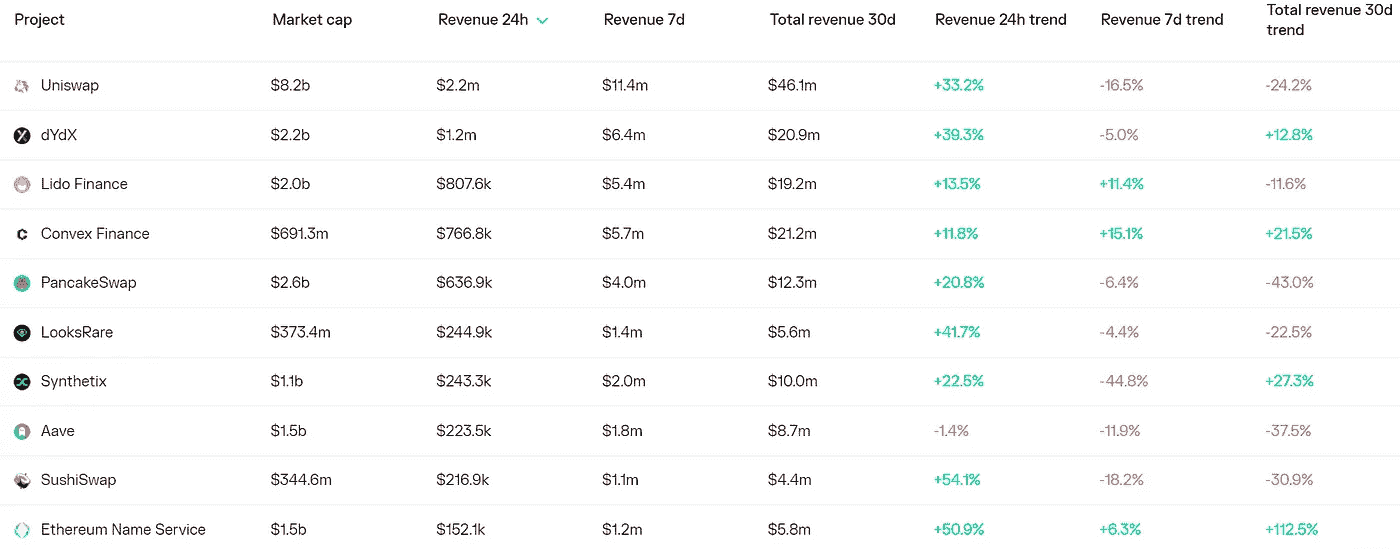 Project Market cap Revenue 24h Revenue 7d Total revenue 30d Revenue 24h trend Revenue 7d trend Total revenue 30d
trend
Uniswap $8.2b $2.2m $11.4m $46.1m +33.2% -16.5% -24.2%
dYdX $2.2b $1.2m $6.4m $20.9m +39.3% -5.0% +12.8%
Lido Finance $2.0b $807.6k $5.4m $19.2m +13.5% +11.4% -11.6%
Convex Finance $691.3m $766.8k $5.7m $21.2m +11.8% +15.1% +21.5%
PancakeSwap $2.6b $636.9k $4.0m $12.3m +20.8% -6.4% -43.0%
LooksRare $373.4m $244.9k $1.4m $5.6m +41.7% -4.4% -22.5%
Synthetix $1.1b $243.3k $2.0m $10.0m +22.5% -44.8% +27.3%
Aave $1.5b $223.5k $1.8m $8.7m -1.4% -11.9% -37.5%
SushiSwap $344.6m $216.9k $1.1m $4.4m +54.1% -18.2% -30.9%
Ethereum Name Service $1.5b $152.1k $1.2m $5.8m +50.9% +6.3% +112.5%